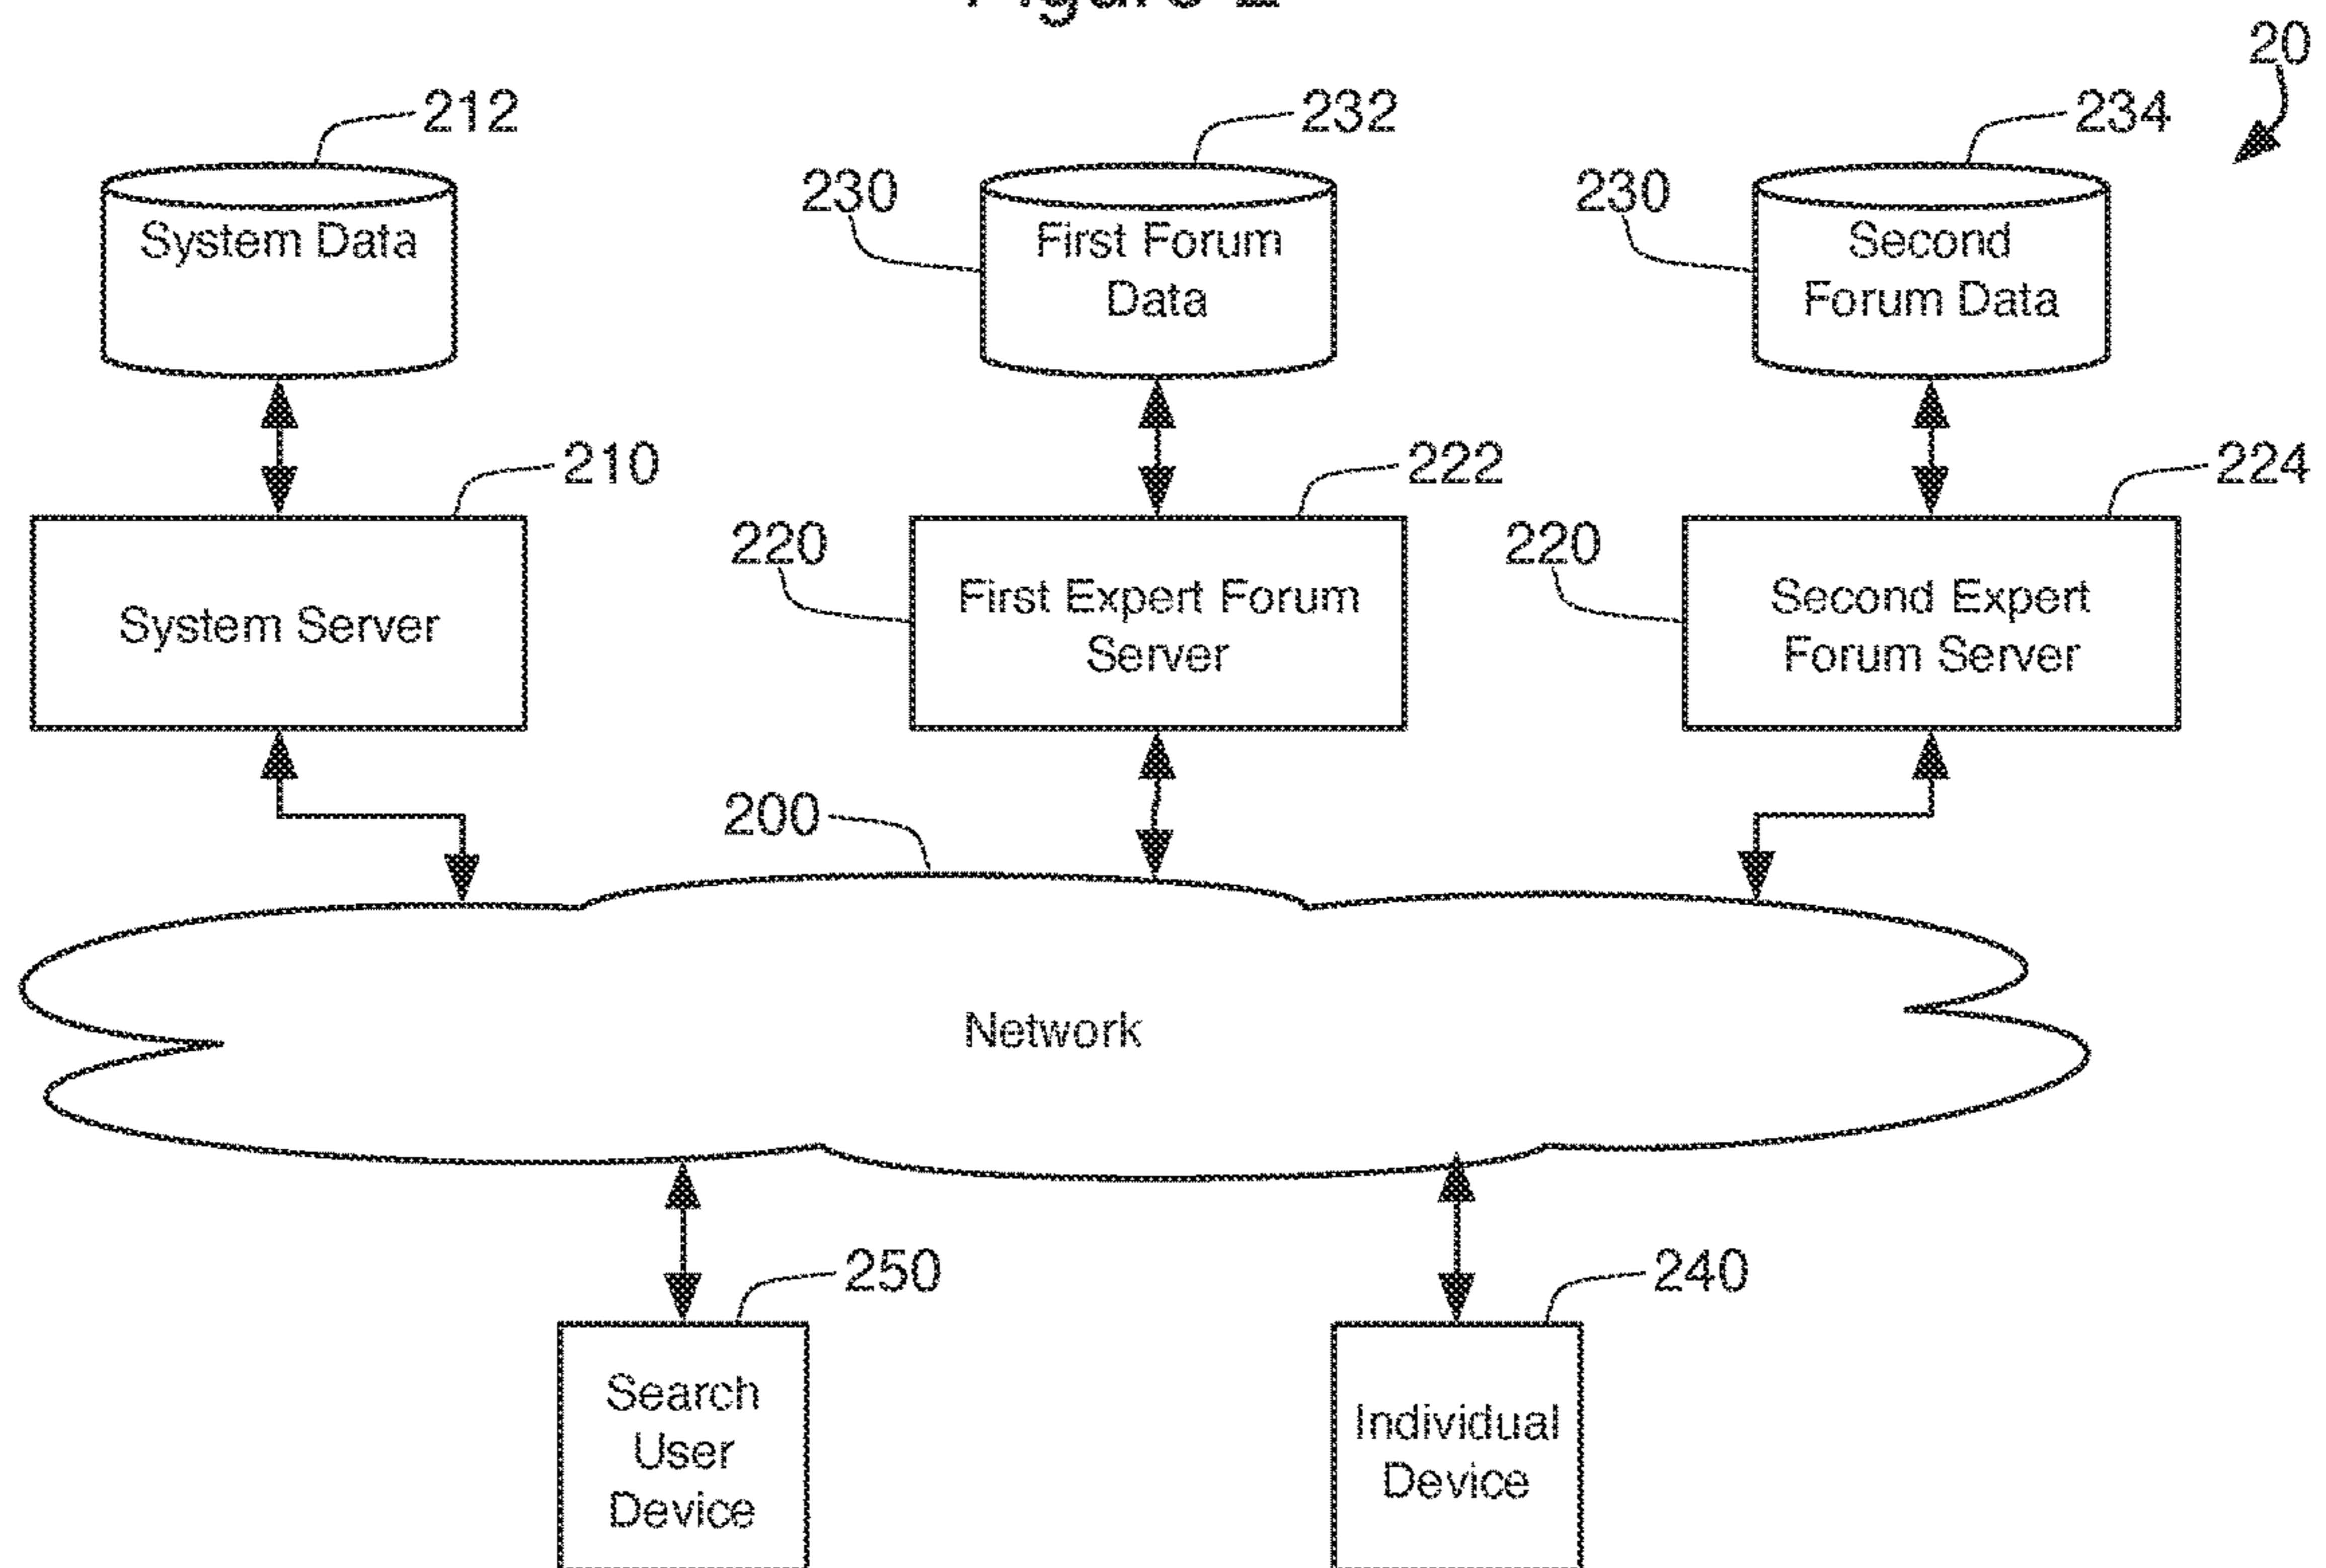 20
212
232
234
230
230
System Data
First Forum
Data
Second
Forum Data
210
222
224
220
220
System Server
First Expert Forum
Server
Second Expert
Forum Server
200
Network
250
240
Search
User
Device
Individual
Device